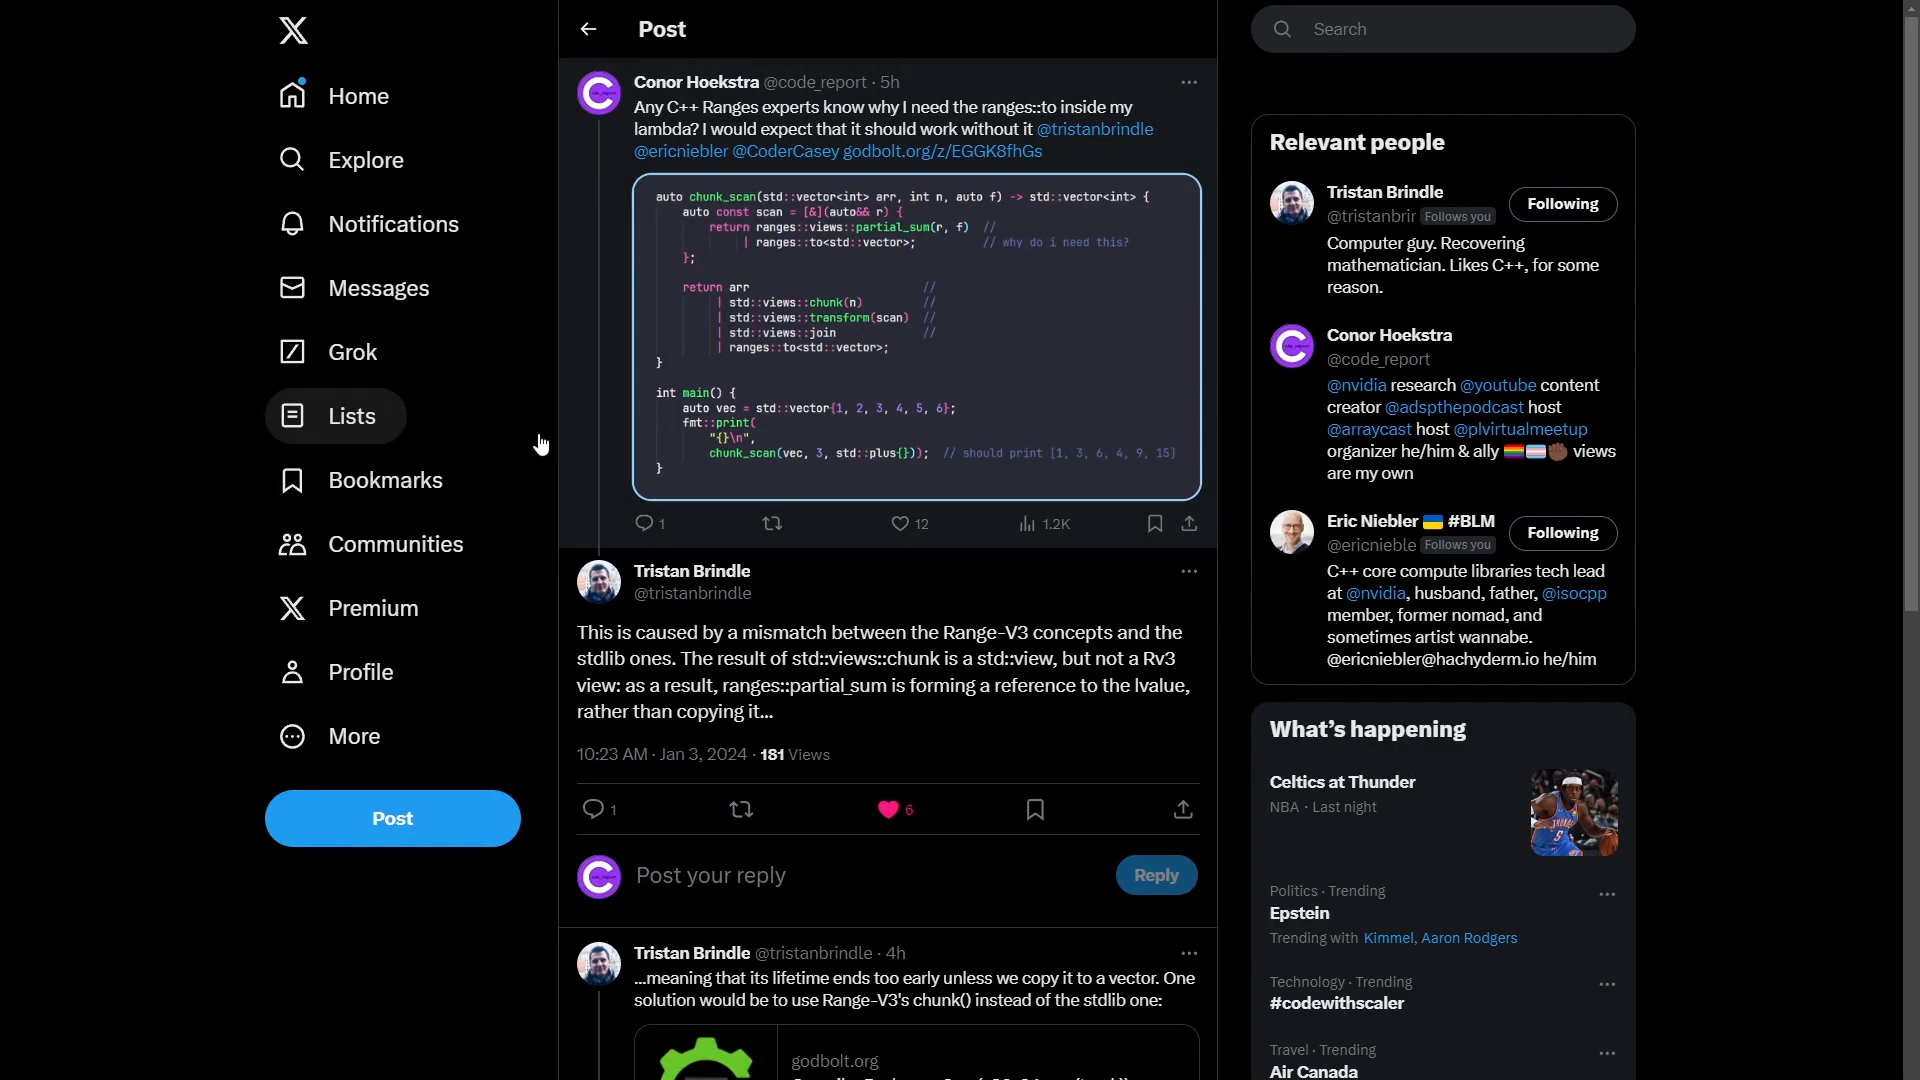 Home
Explore
Notifications
Messages
Grok
Lists
Bookmarks
Communities
Premium
Profile
More
Post
Post
Conor Hoekstra @code_report · 5h
Any C++ Ranges experts know why I need the ranges::to inside my
lambda? I would expect that it should work without it @tristanbrindle
@ericniebler @CoderCasey godbolt.org/z/EGGK8fhGs
auto chunk_scan(std::vector<int> arr, int n, auto f) -> std::vector<int> {
auto const scan = [&](auto&& r) {
return ranges::views::partial_sum(r, f) //
| ranges::to<std::vector>; // why do i need this?
};
return arr //
| std::views::chunk(n) //
| std::views::transform(scan) //
| std::views::join //
| ranges::to<std::vector>;
}
int main() {
auto vec = std::vector{1, 2, 3, 4, 5, 6};
fmt::print(
"{}\n",
chunk_scan(vec, 3, std::plus{})); // should print [1, 3, 6, 4, 9, 15]
}
1 12 1.2K
Tristan Brindle
@tristanbrindle
This is caused by a mismatch between the Range-V3 concepts and the
stdlib ones. The result of std::views::chunk is a std::view, but not a Rv3
view: as a result, ranges::partial_sum is forming a reference to the lvalue,
rather than copying it...
10:23 AM · Jan 3, 2024 · 181 Views
1 6
Post your reply
Reply
Tristan Brindle @tristanbrindle · 4h
...meaning that its lifetime ends too early unless we copy it to a vector. One
solution would be to use Range-V3's chunk() instead of the stdlib one:
godbolt.org
Search
Relevant people
Tristan Brindle
@tristanbrir Follows you
Following
Computer guy. Recovering
mathematician. Likes C++, for some
reason.
Conor Hoekstra
@code_report
@nvidia research @youtube content
creator @adspthepodcast host
@arraycast host @plvirtualmeetup
organizer he/him & ally 🏳️‍🌈🏳️‍⚧️✊🏾 views
are my own
Eric Niebler 🇺🇦 #BLM
@ericnieble Follows you
Following
C++ core compute libraries tech lead
at @nvidia, husband, father, @isocpp
member, former nomad, and
sometimes artist wannabe.
@ericniebler@hachyderm.io he/him
What's happening
Celtics at Thunder
NBA · Last night
Politics · Trending
Epstein
Trending with Kimmel, Aaron Rodgers
Technology · Trending
#codewithscaler
Travel · Trending
Air Canada